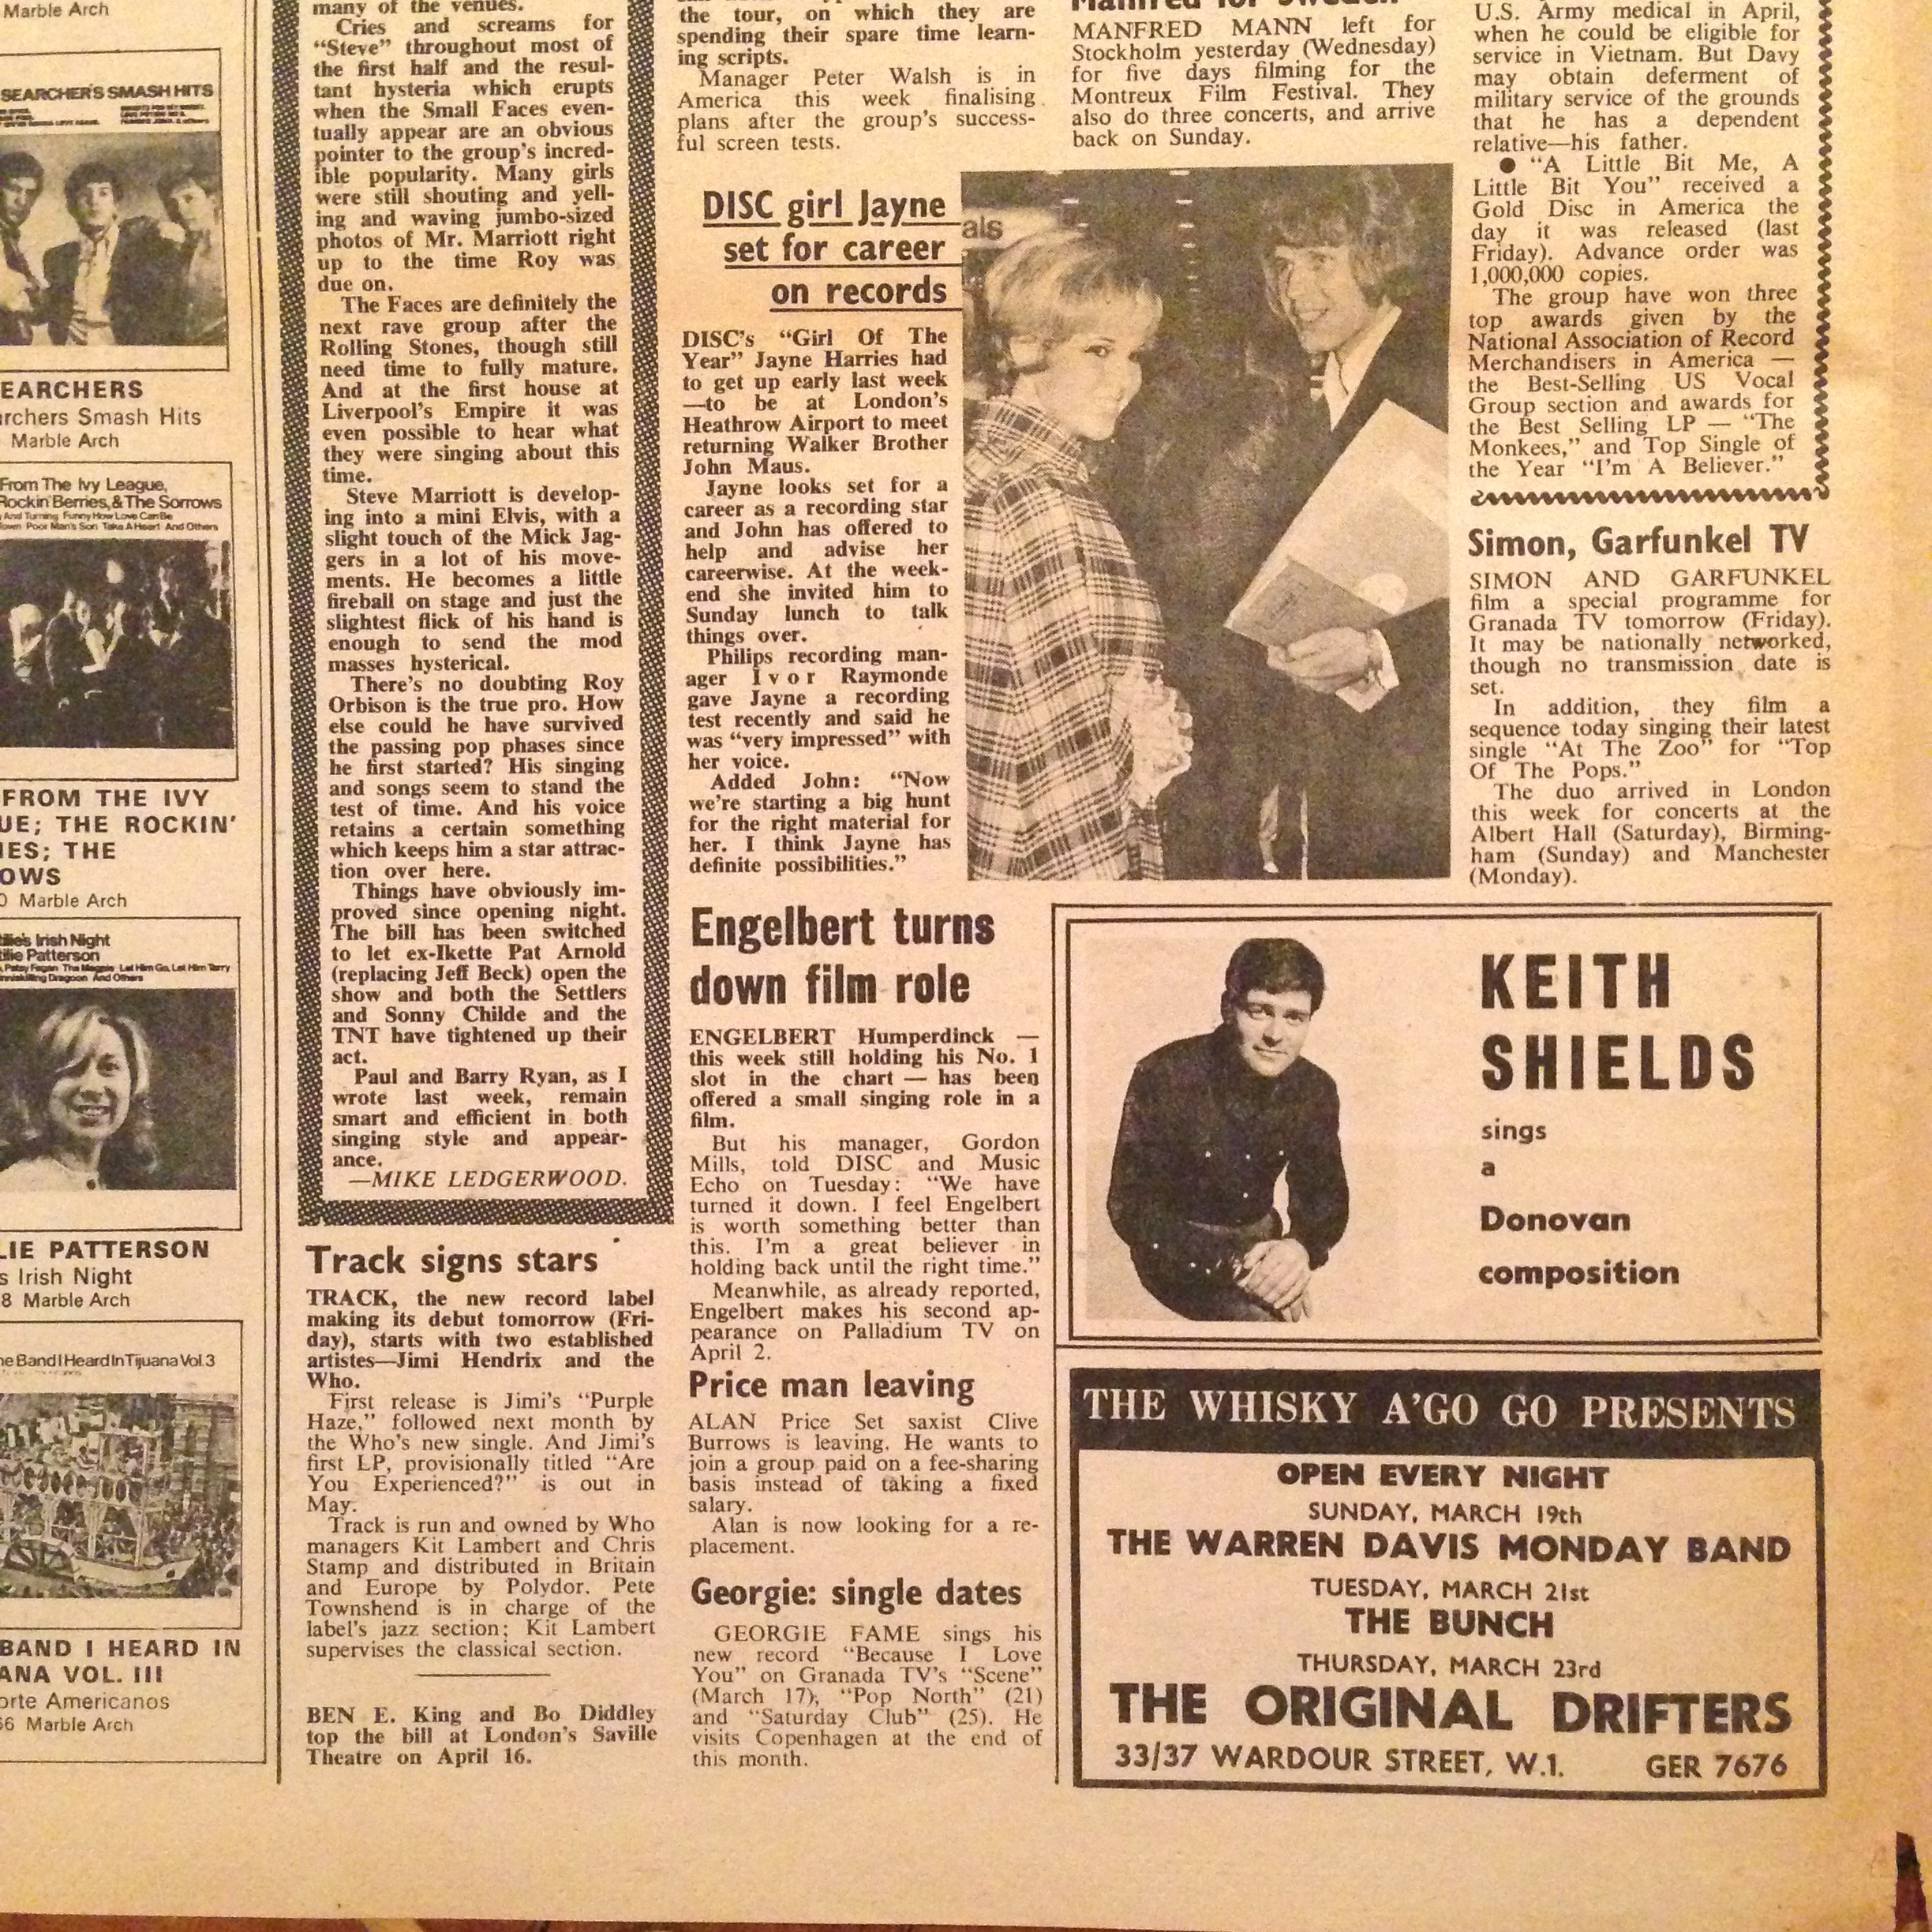 Marble Arch
SEARCHER'S SMASH HITS
EARCHERS
rchers Smash Hits
Marble Arch
From The Ivy League,
Rockin' Berries, & The Sorrows
And Turning Funny How Love Can Be
Town Poor Man's Son Take A Heart And Others
FROM THE IVY
UE; THE ROCKIN'
IES; THE
OWS
0 Marble Arch
ttilie's Irish Night
ttilie Patterson
LIE PATTERSON
s Irish Night
8 Marble Arch
he Band I Heard In Tijuana Vol. 3
BAND I HEARD IN
ANA VOL. III
orte Americanos
66 Marble Arch
many of the venues.
Cries and screams for
“Steve” throughout most of
the first half and the resul-
tant hysteria which erupts
when the Small Faces even-
tually appear are an obvious
pointer to the group's incred-
ible popularity. Many girls
were still shouting and yell-
ing and waving jumbo-sized
photos of Mr. Marriott right
up to the time Roy was
due on.
The Faces are definitely the
next rave group after the
Rolling Stones, though still
need time to fully mature.
And at the first house at
Liverpool's Empire it was
even possible to hear what
they were singing about this
time.
Steve Marriott is develop-
ing into a mini Elvis, with a
slight touch of the Mick Jag-
gers in a lot of his move-
ments. He becomes a little
fireball on stage and just the
slightest flick of his hand is
enough to send the mod
masses hysterical.
There's no doubting Roy
Orbison is the true pro. How
else could he have survived
the passing pop phases since
he first started? His singing
and songs seem to stand the
test of time. And his voice
retains a certain something
which keeps him a star attrac-
tion over here.
Things have obviously im-
proved since opening night.
The bill has been switched
to let ex-Ikette Pat Arnold
(replacing Jeff Beck) open the
show and both the Settlers
and Sonny Childe and the
TNT have tightened up their
act.
Paul and Barry Ryan, as I
wrote last week, remain
smart and efficient in both
singing style and appear-
ance.
—MIKE LEDGERWOOD.
Track signs stars
TRACK, the new record label
making its debut tomorrow (Fri-
day), starts with two established
artistes—Jimi Hendrix and the
Who.
First release is Jimi's “Purple
Haze,” followed next month by
the Who's new single. And Jimi's
first LP, provisionally titled “Are
You Experienced?” is out in
May.
Track is run and owned by Who
managers Kit Lambert and Chris
Stamp and distributed in Britain
and Europe by Polydor. Pete
Townshend is in charge of the
label's jazz section; Kit Lambert
supervises the classical section.
BEN E. King and Bo Diddley
top the bill at London's Saville
Theatre on April 16.
the tour, on which they are
spending their spare time learn-
ing scripts.
Manager Peter Walsh is in
America this week finalising
plans after the group's success-
ful screen tests.
DISC girl Jayne
set for career
on records
DISC's “Girl Of The
Year” Jayne Harries had
to get up early last week
—to be at London's
Heathrow Airport to meet
returning Walker Brother
John Maus.
Jayne looks set for a
career as a recording star
and John has offered to
help and advise her
careerwise. At the week-
end she invited him to
Sunday lunch to talk
things over.
Philips recording man-
ager Ivor Raymonde
gave Jayne a recording
test recently and said he
was “very impressed” with
her voice.
Added John: “Now
we're starting a big hunt
for the right material for
her. I think Jayne has
definite possibilities.”
als
Engelbert turns
down film role
ENGELBERT Humperdinck —
this week still holding his No. 1
slot in the chart — has been
offered a small singing role in a
film.
But his manager, Gordon
Mills, told DISC and Music
Echo on Tuesday: “We have
turned it down. I feel Engelbert
is worth something better than
this. I'm a great believer in
holding back until the right time.”
Meanwhile, as already reported,
Engelbert makes his second ap-
pearance on Palladium TV on
April 2.
Price man leaving
ALAN Price Set saxist Clive
Burrows is leaving. He wants to
join a group paid on a fee-sharing
basis instead of taking a fixed
salary.
Alan is now looking for a re-
placement.
Georgie: single dates
GEORGIE FAME sings his
new record “Because I Love
You” on Granada TV's “Scene”
(March 17), “Pop North” (21)
and “Saturday Club” (25). He
visits Copenhagen at the end of
this month.
Manfred for Sweden
MANFRED MANN left for
Stockholm yesterday (Wednesday)
for five days filming for the
Montreux Film Festival. They
also do three concerts, and arrive
back on Sunday.
U.S. Army medical in April,
when he could be eligible for
service in Vietnam. But Davy
may obtain deferment of
military service of the grounds
that he has a dependent
relative—his father.
● “A Little Bit Me, A
Little Bit You” received a
Gold Disc in America the
day it was released (last
Friday). Advance order was
1,000,000 copies.
The group have won three
top awards given by the
National Association of Record
Merchandisers in America —
the Best-Selling US Vocal
Group section and awards for
the Best Selling LP — “The
Monkees,” and Top Single of
the Year “I'm A Believer.”
Simon, Garfunkel TV
SIMON AND GARFUNKEL
film a special programme for
Granada TV tomorrow (Friday).
It may be nationally networked,
though no transmission date is
set.
In addition, they film a
sequence today singing their latest
single “At The Zoo” for “Top
Of The Pops.”
The duo arrived in London
this week for concerts at the
Albert Hall (Saturday), Birming-
ham (Sunday) and Manchester
(Monday).
KEITH
SHIELDS
sings
a
Donovan
composition
THE WHISKY A'GO GO PRESENTS
OPEN EVERY NIGHT
SUNDAY, MARCH 19th
THE WARREN DAVIS MONDAY BAND
TUESDAY, MARCH 21st
THE BUNCH
THURSDAY, MARCH 23rd
THE ORIGINAL DRIFTERS
33/37 WARDOUR STREET, W.1. GER 7676